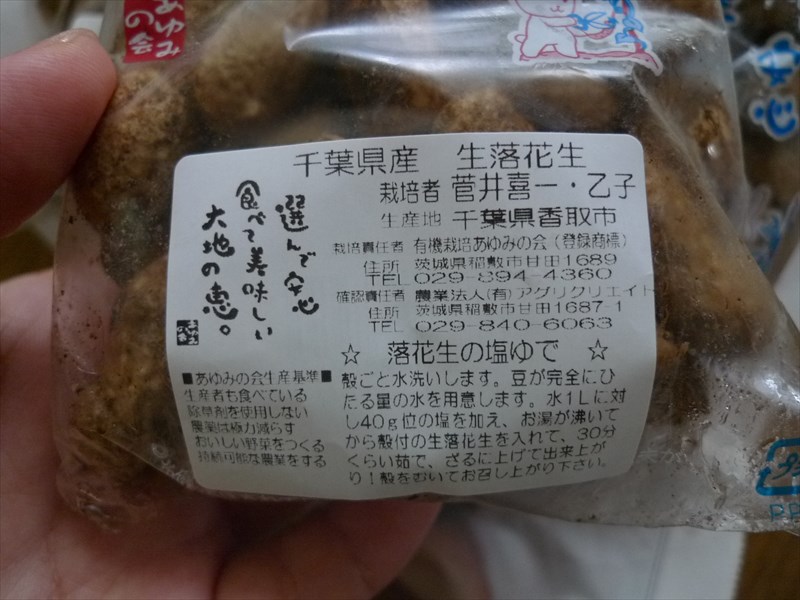 あゆみの会
安心
千葉県産 生落花生
栽培者 菅井喜一・乙子
生産地 千葉県香取市
栽培責任者 有機栽培あゆみの会(登録商標)
住所 茨城県稲敷市甘田1689
TEL 029-894-4360
確認責任者 農業法人(有)アグリクリエイト
住所 茨城県稲敷市甘田1687-1
TEL 029-840-6063
選んで安心
食べて美味しい
大地の恵。
あゆみの会
☆ 落花生の塩ゆで ☆
殻ごと水洗いします。豆が完全にひ
たる量の水を用意します。水1Lに対
し40g位の塩を加え、お湯が沸いて
から殻付の生落花生を入れて、30分
くらい茹で、ざるに上げて出来上が
り!殻をむいてお召し上がり下さい。
■あゆみの会生産基準■
生産者も食べている
除草剤を使用しない
農薬は極力減らす
おいしい野菜をつくる
持続可能な農業をする
PP